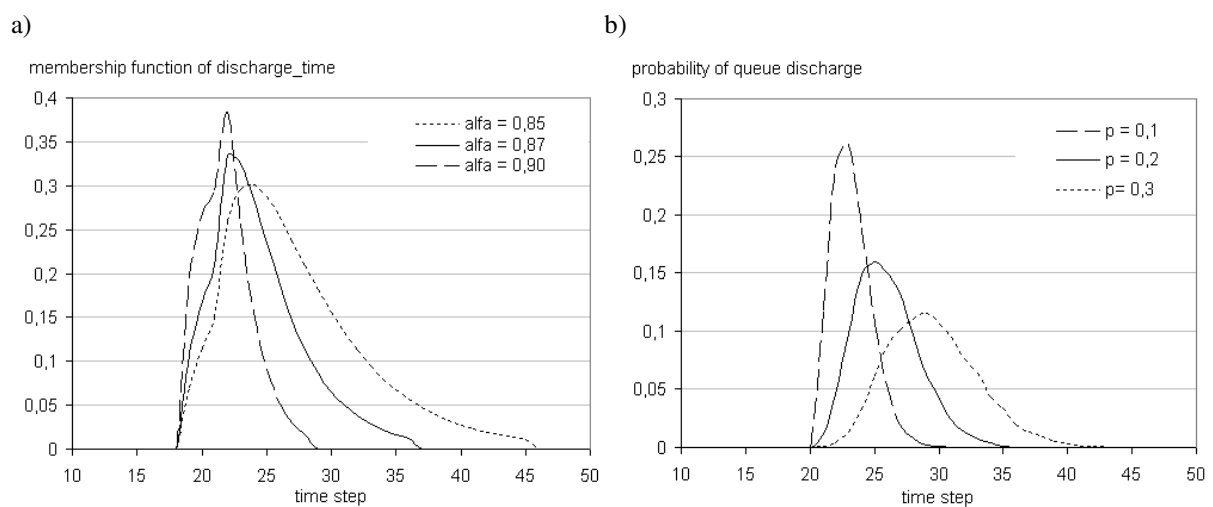 a)
membership function of discharge_time
0,4
0,35
0,3
0,25
0,2
0,15
0,1
0,05
0
alfa = 0,85
alfa = 0,87
alfa = 0,90
10 15 20 25 30 35 40 45 50
time step
b)
probability of queue discharge
0,3
0,25
0,2
0,15
0,1
0,05
0
p = 0,1
p = 0,2
p= 0,3
10 15 20 25 30 35 40 45 50
time step